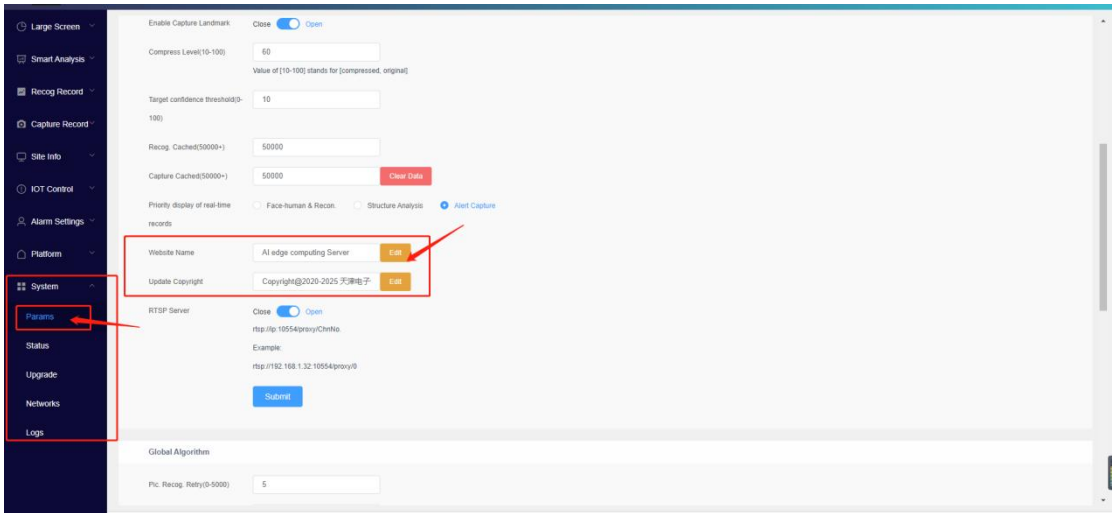 Large Screen
Smart Analysis
Recog Record
Capture Record
Site Info
IOT Control
Alarm Settings
Platform
System
Params
Status
Upgrade
Networks
Logs
Enable Capture Landmark Close Open
Compress Level(10-100) 60
Value of [10-100] stands for [compressed, original]
Target confidence threshold(0-100) 10
Recog. Cached(50000+) 50000
Capture Cached(50000+) 50000 Clear Data
Priority display of real-time records Face-human & Recon. Structure Analysis Alert Capture
Website Name AI edge computing Server Edit
Update Copyright Copyright@2020-2025 天津电子 Edit
RTSP Server Close Open
rtsp://ip:10554/proxy/ChnNo.
Example:
rtsp://192.168.1.32:10554/proxy/0
Submit
Global Algorithm
Pic. Recog. Retry(0-5000) 5